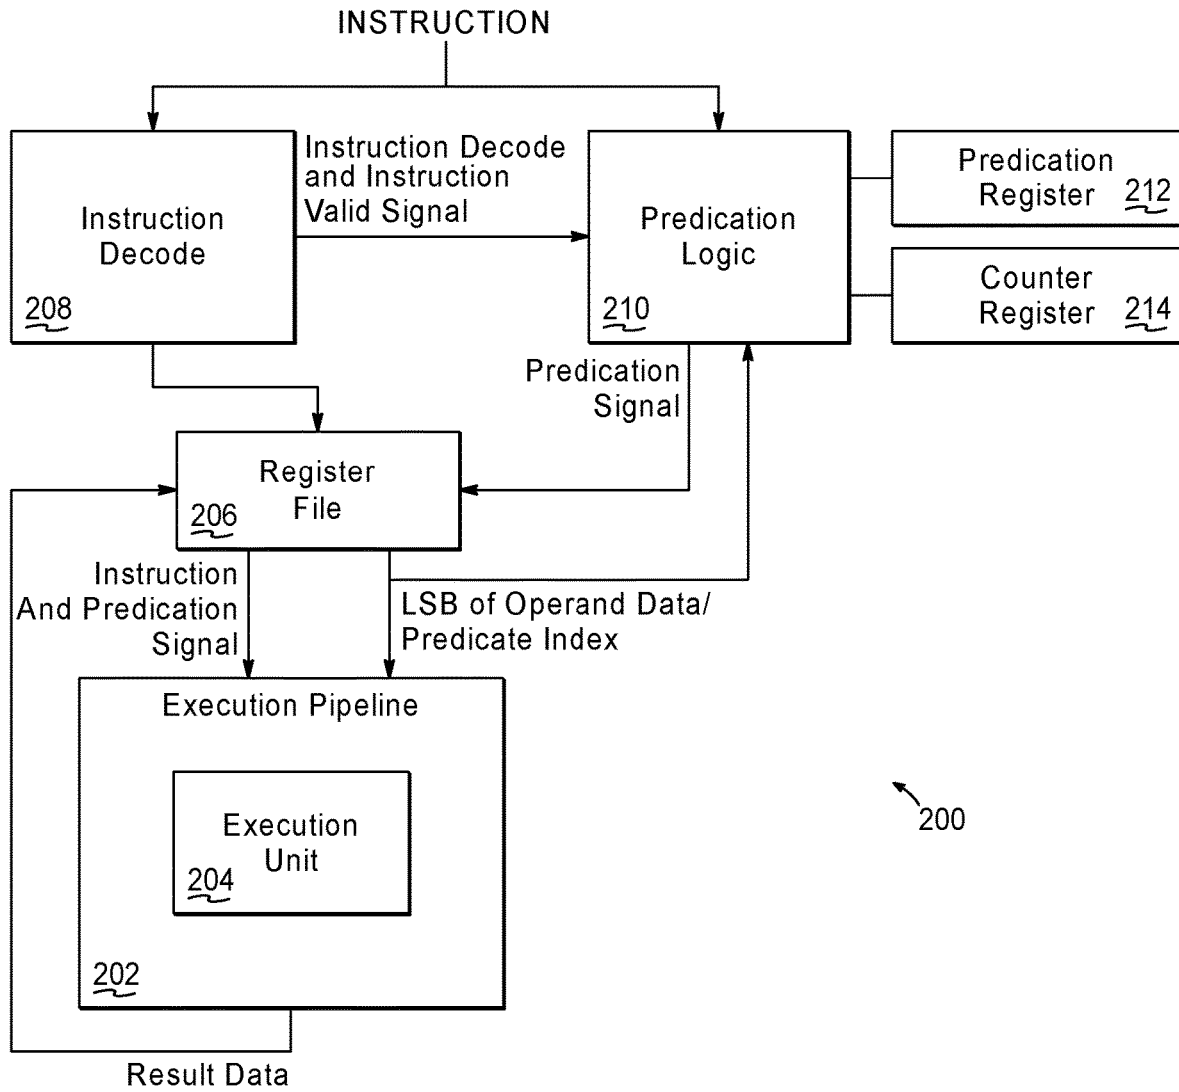 INSTRUCTION
Instruction
Decode
208
Instruction Decode
and Instruction
Valid Signal
Predication
Logic
210
Predication
Register
212
Counter
Register
214
Predication
Signal
Register
File
206
Instruction
And Predication
Signal
LSB of Operand Data/
Predicate Index
Execution Pipeline
Execution
Unit
204
202
200
Result Data